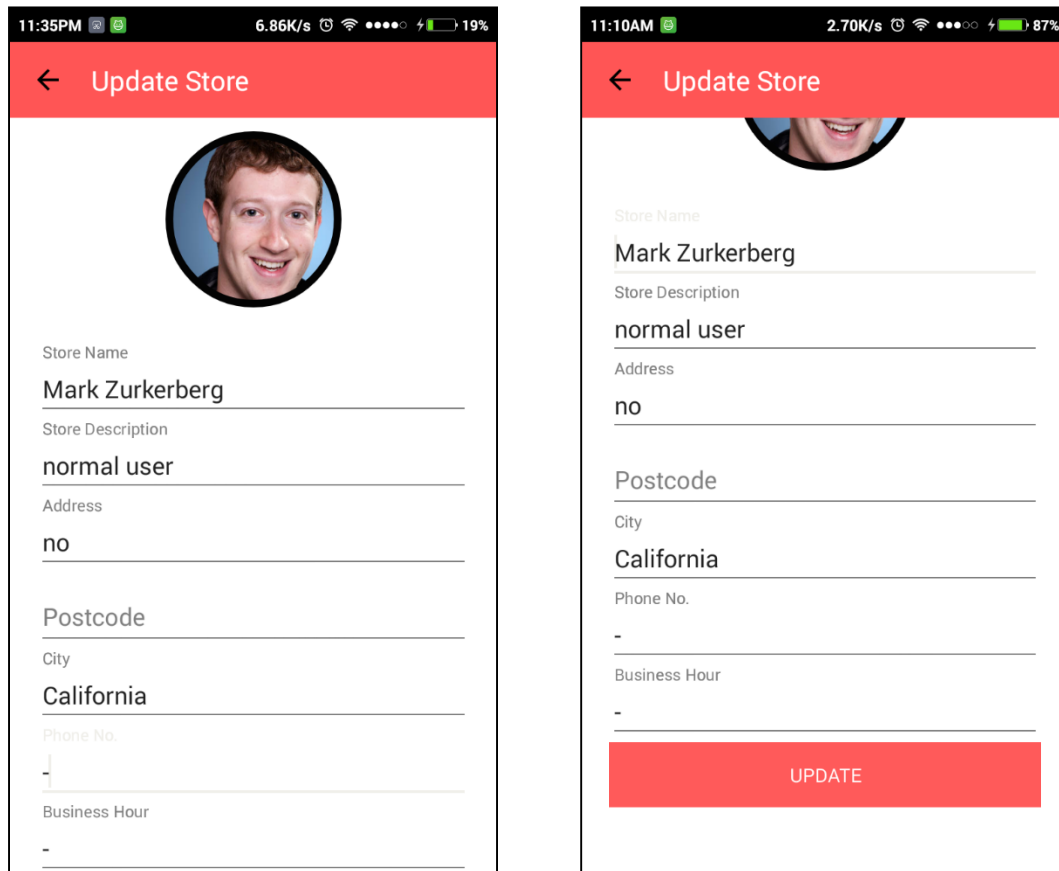 11:35PM 6.86K/s 19%
Update Store
Store Name
Mark Zurkerberg
Store Description
normal user
Address
no
Postcode
City
California
Phone No.
-
Business Hour
-
11:10AM 2.70K/s 87%
Update Store
Store Name
Mark Zurkerberg
Store Description
normal user
Address
no
Postcode
City
California
Phone No.
-
Business Hour
-
UPDATE